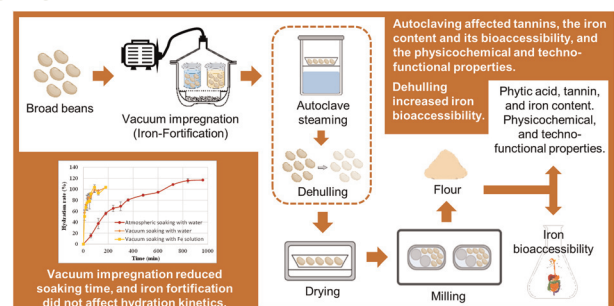 Broad beans
Vacuum impregnation
(Iron-Fortification)
Autoclave
steaming
Dehulling
Autoclaving affected tannins, the iron
content and its bioaccessibility, and
the physicochemical and techno-
functional properties.
Dehulling
increased iron
bioaccessibility.
Phytic acid, tannin,
and iron content.
Physicochemical,
and techno-
functional properties.
Hydration rate (%)
140
120
100
80
60
40
20
0
0
200
400
600
800
1000
Time (min)
Atmospheric soaking with water
Vacuum soaking with water
Vacuum soaking with Fe solution
Vacuum impregnation reduced
soaking time, and iron fortification
did not affect hydration kinetics.
Drying
Milling
Flour
Iron
bioaccessibility